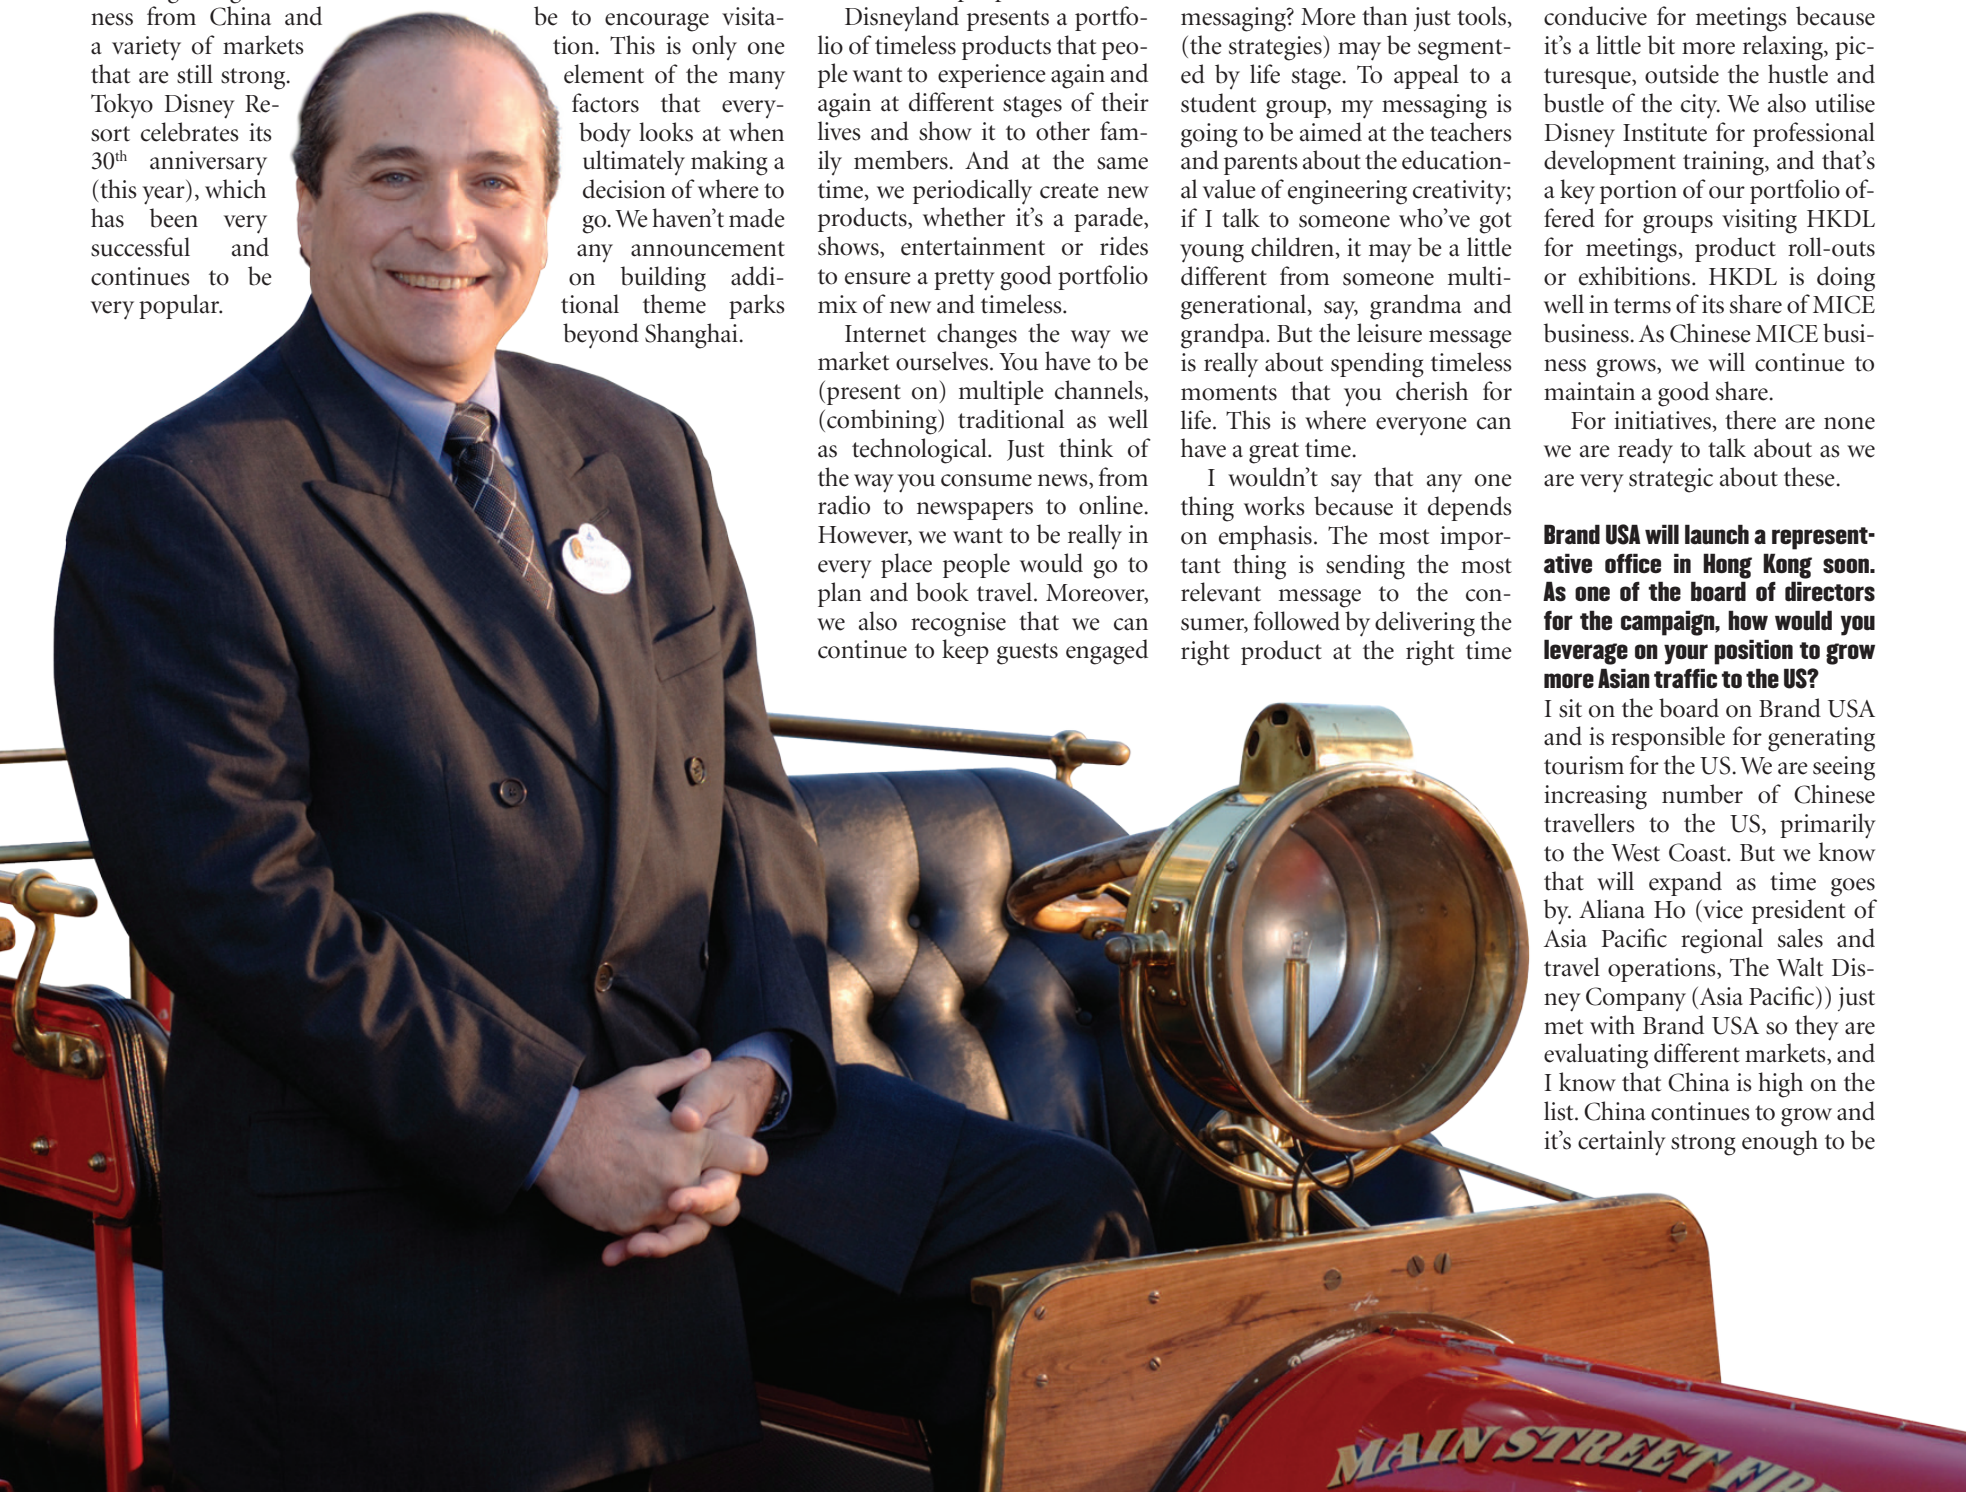 ness from China and
a variety of markets
that are still strong.
Tokyo Disney Re-
sort celebrates its
30th anniversary
(this year), which
has been very
successful and
continues to be
very popular.
be to encourage visita-
tion. This is only one
element of the many
factors that every-
body looks at when
ultimately making a
decision of where to
go. We haven't made
any announcement
on building addi-
tional theme parks
beyond Shanghai.
Disneyland presents a portfo-
lio of timeless products that peo-
ple want to experience again and
again at different stages of their
lives and show it to other fam-
ily members. And at the same
time, we periodically create new
products, whether it's a parade,
shows, entertainment or rides
to ensure a pretty good portfolio
mix of new and timeless.
Internet changes the way we
market ourselves. You have to be
(present on) multiple channels,
(combining) traditional as well
as technological. Just think of
the way you consume news, from
radio to newspapers to online.
However, we want to be really in
every place people would go to
plan and book travel. Moreover,
we also recognise that we can
continue to keep guests engaged
messaging? More than just tools,
(the strategies) may be segment-
ed by life stage. To appeal to a
student group, my messaging is
going to be aimed at the teachers
and parents about the education-
al value of engineering creativity;
if I talk to someone who've got
young children, it may be a little
different from someone multi-
generational, say, grandma and
grandpa. But the leisure message
is really about spending timeless
moments that you cherish for
life. This is where everyone can
have a great time.
I wouldn't say that any one
thing works because it depends
on emphasis. The most impor-
tant thing is sending the most
relevant message to the con-
sumer, followed by delivering the
right product at the right time
conducive for meetings because
it's a little bit more relaxing, pic-
turesque, outside the hustle and
bustle of the city. We also utilise
Disney Institute for professional
development training, and that's
a key portion of our portfolio of-
fered for groups visiting HKDL
for meetings, product roll-outs
or exhibitions. HKDL is doing
well in terms of its share of MICE
business. As Chinese MICE busi-
ness grows, we will continue to
maintain a good share.
For initiatives, there are none
we are ready to talk about as we
are very strategic about these.
Brand USA will launch a represent-
ative office in Hong Kong soon.
As one of the board of directors
for the campaign, how would you
leverage on your position to grow
more Asian traffic to the US?
I sit on the board on Brand USA
and is responsible for generating
tourism for the US. We are seeing
increasing number of Chinese
travellers to the US, primarily
to the West Coast. But we know
that will expand as time goes
by. Aliana Ho (vice president of
Asia Pacific regional sales and
travel operations, The Walt Dis-
ney Company (Asia Pacific)) just
met with Brand USA so they are
evaluating different markets, and
I know that China is high on the
list. China continues to grow and
it's certainly strong enough to be
MAIN STREET FIRE